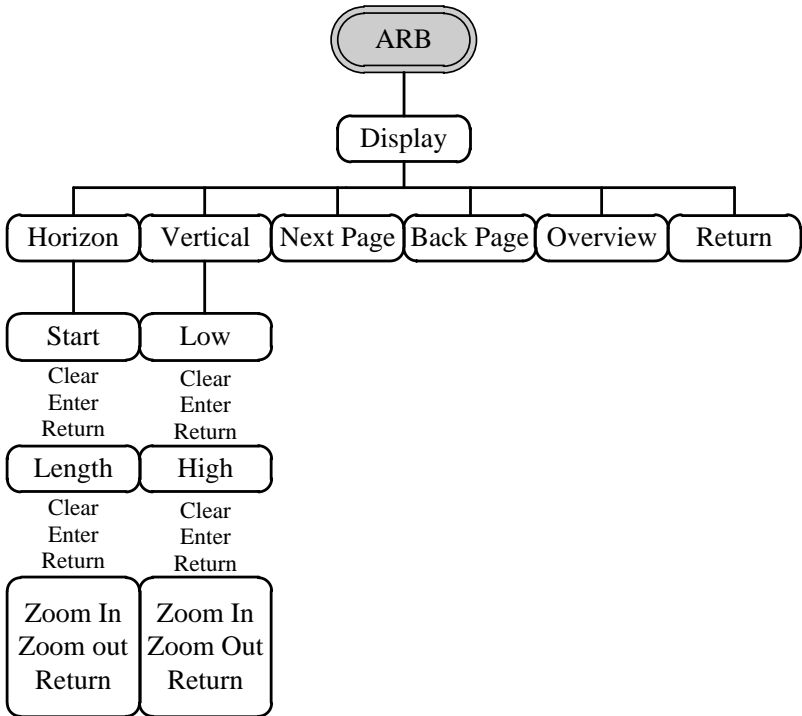 ARB
Display
Horizon
Vertical
Next Page
Back Page
Overview
Return
Start
Clear
Enter
Return
Length
Clear
Enter
Return
Zoom In
Zoom out
Return
Low
Clear
Enter
Return
High
Clear
Enter
Return
Zoom In
Zoom Out
Return